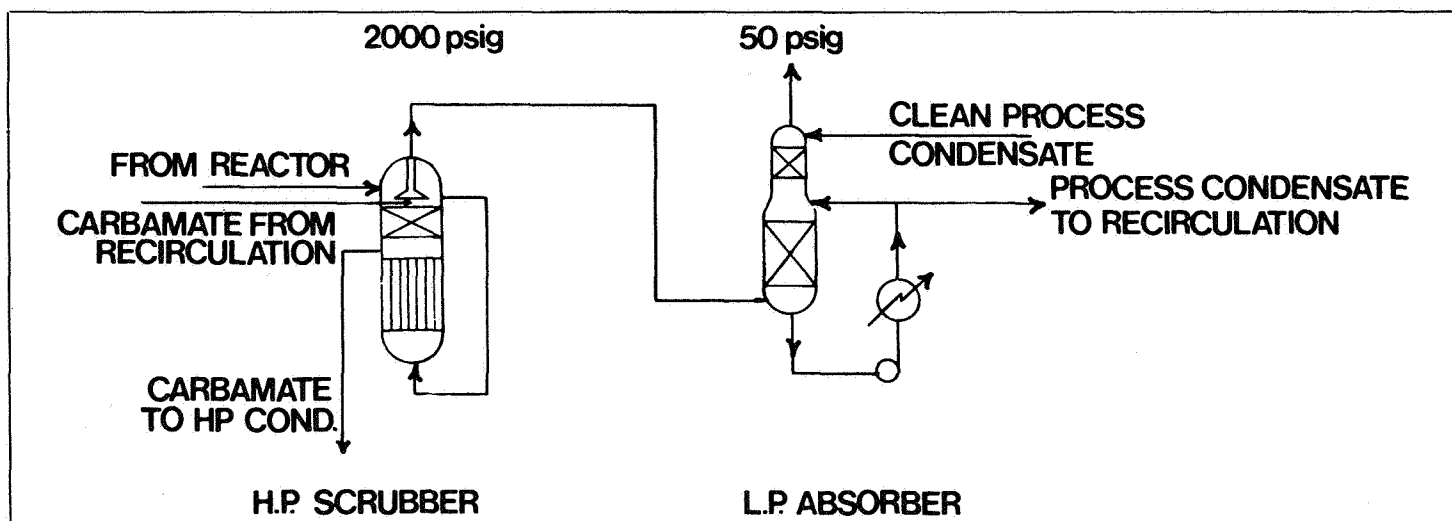 2000 psig
50 psig
FROM REACTOR
CARBAMATE FROM
RECIRCULATION
CARBAMATE
TO HP COND.
CLEAN PROCESS
CONDENSATE
PROCESS CONDENSATE
TO RECIRCULATION
H.P. SCRUBBER
L.P. ABSORBER